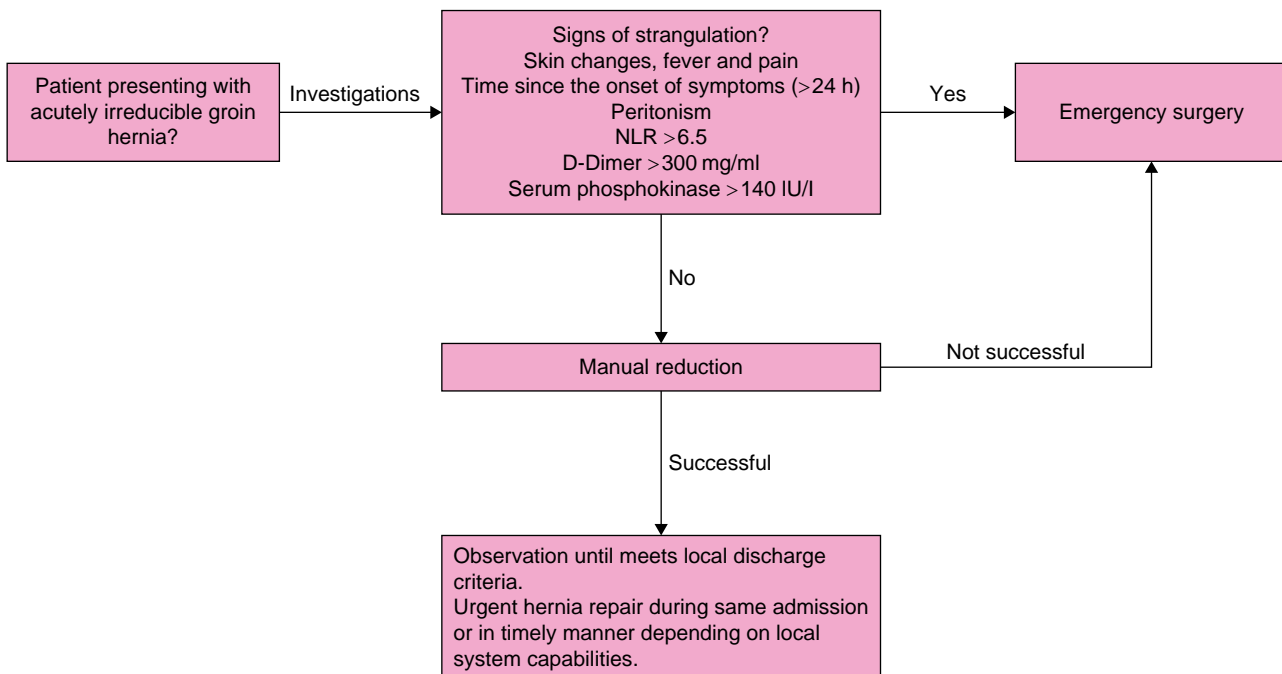 Patient presenting with
acutely irreducible groin
hernia?
Investigations
Signs of strangulation?
Skin changes, fever and pain
Time since the onset of symptoms (>24 h)
Peritonism
NLR >6.5
D-Dimer >300 mg/ml
Serum phosphokinase >140 IU/l
Yes
Emergency surgery
No
Manual reduction
Not successful
Successful
Observation until meets local discharge
criteria.
Urgent hernia repair during same admission
or in timely manner depending on local
system capabilities.